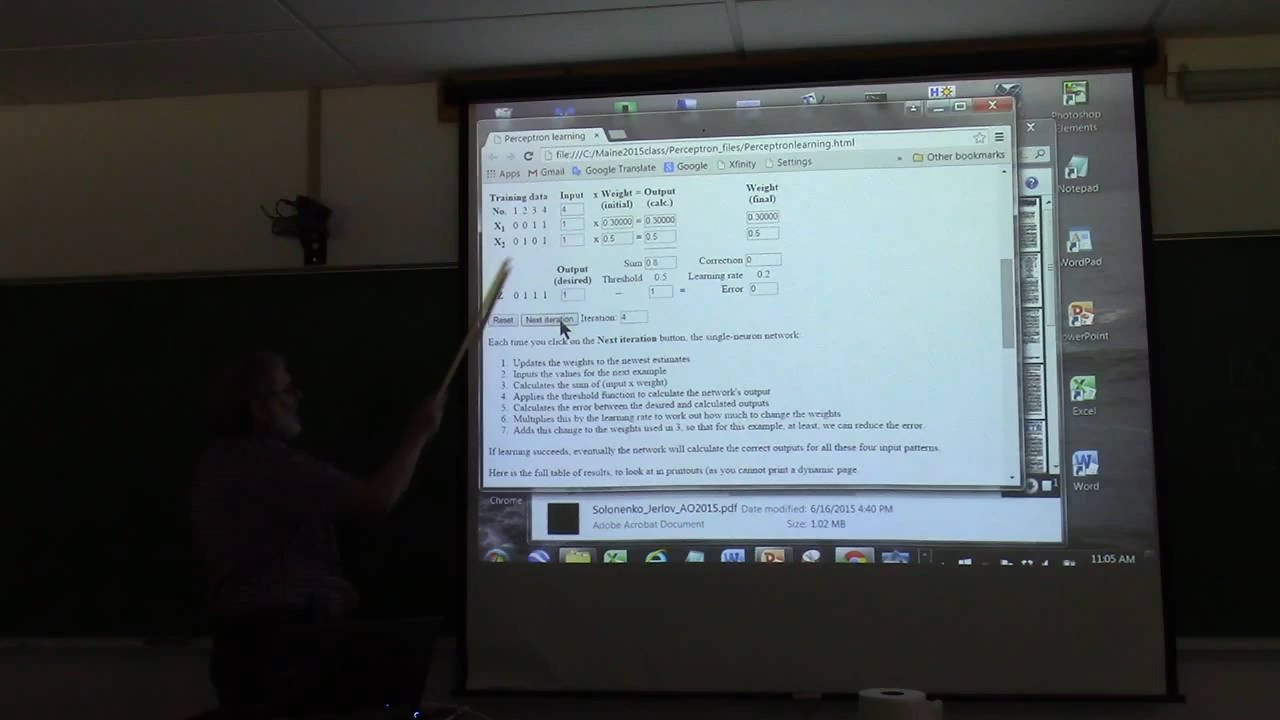 Photoshop
Elements
Perceptron learning
file:///C:/Maine2015class/Perceptron_files/Perceptronlearning.html
Apps Gmail Google Translate Google Xfinity Settings » Other bookmarks
Notepad
Training data Input x Weight = Output Weight
(initial) (calc.) (final)
No. 1 2 3 4 4
X1 0 0 1 1 1 x 0.30000 = 0.30000 0.30000
X2 0 1 0 1 1 x 0.5 = 0.5 0.5
WordPad
Sum 0.8 Correction 0
Output
(desired) Threshold 0.5 Learning rate 0.2
0 1 1 1 1 – 1 = Error 0
Reset Next iteration Iteration: 4
PowerPoint
Each time you click on the Next iteration button, the single-neuron network:
1. Updates the weights to the newest estimates
2. Inputs the values for the next example
3. Calculates the sum of (input x weight)
4. Applies the threshold function to calculate the network's output
5. Calculates the error between the desired and calculated outputs
6. Multiplies this by the learning rate to work out how much to change the weights
7. Adds this change to the weights used in 3, so that for this example, at least, we can reduce the error.
Excel
If learning succeeds, eventually the network will calculate the correct outputs for all these four input patterns.
Here is the full table of results, to look at in printouts (as you cannot print a dynamic page.
Word
Chrome
Solonenko_Jerlov_AO2015.pdf Date modified: 6/16/2015 4:40 PM
Adobe Acrobat Document Size: 1.02 MB
11:05 AM